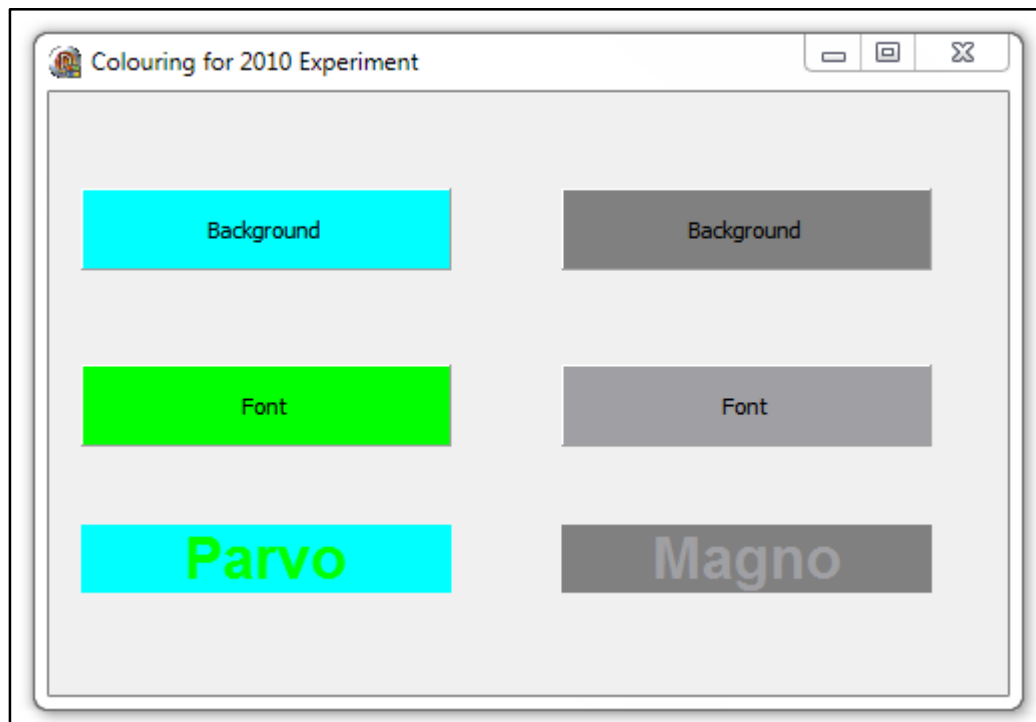 Colouring for 2010 Experiment
Background
Background
Font
Font
Parvo
Magno